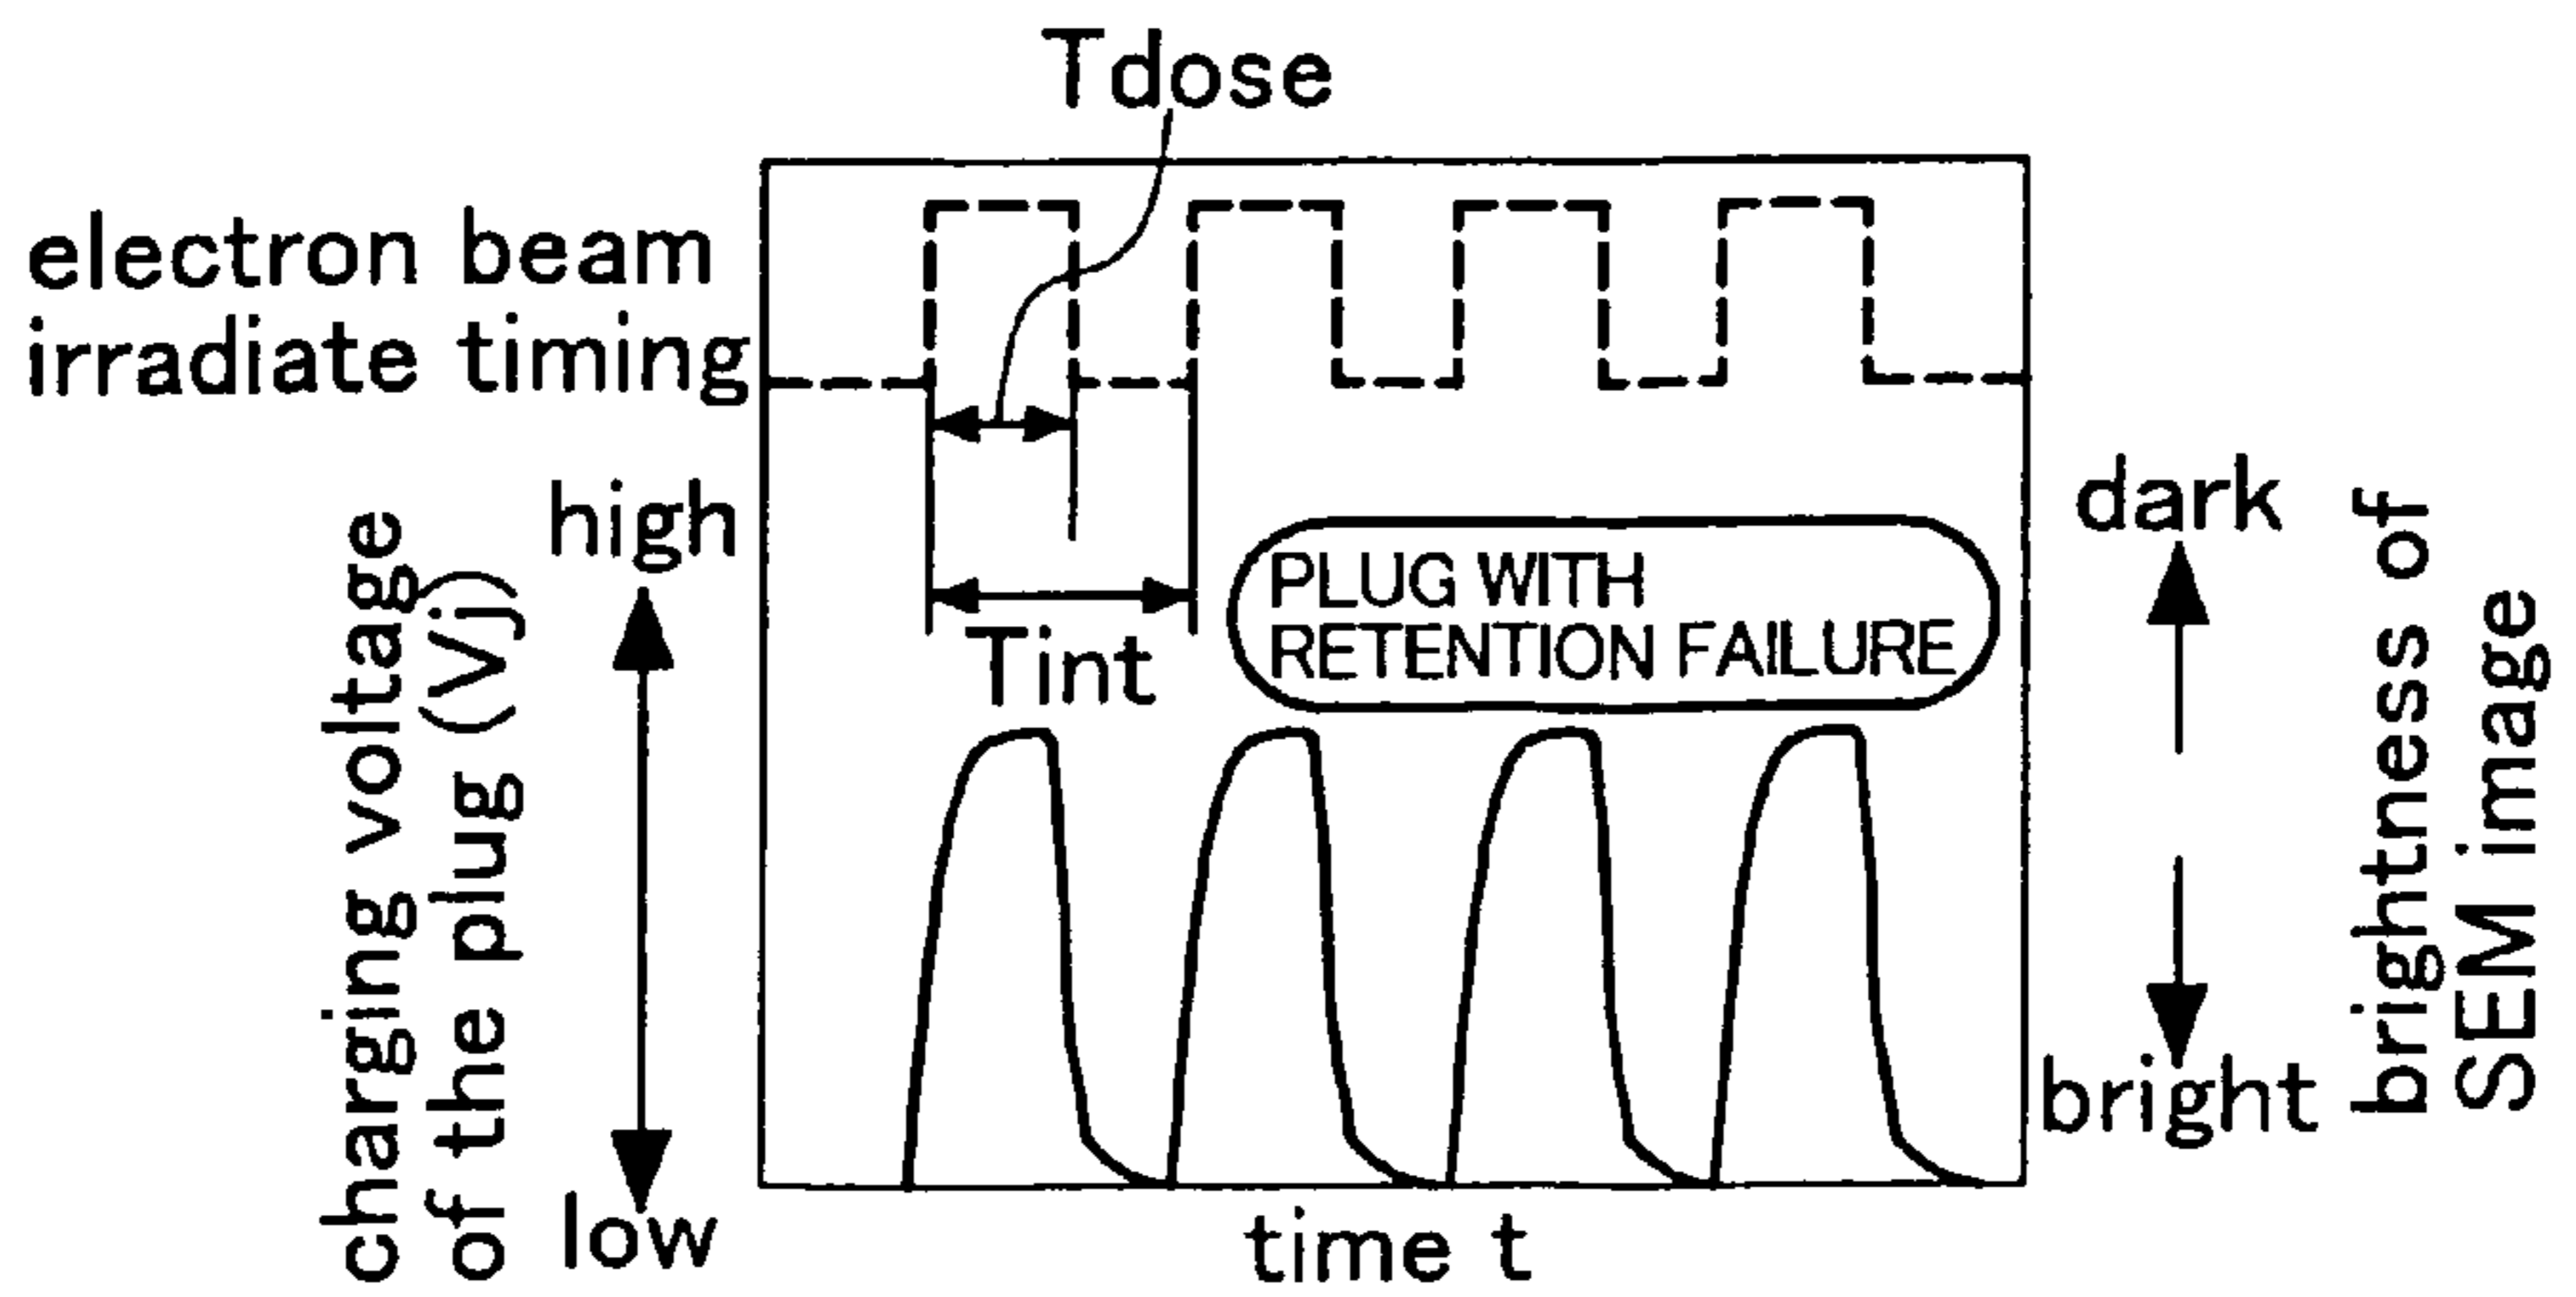 Tdose
electron beam
irradiate timing
high
charging voltage
of the plug (Vj)
low
Tint
PLUG WITH
RETENTION FAILURE
dark
bright
brightness of
SEM image
time t